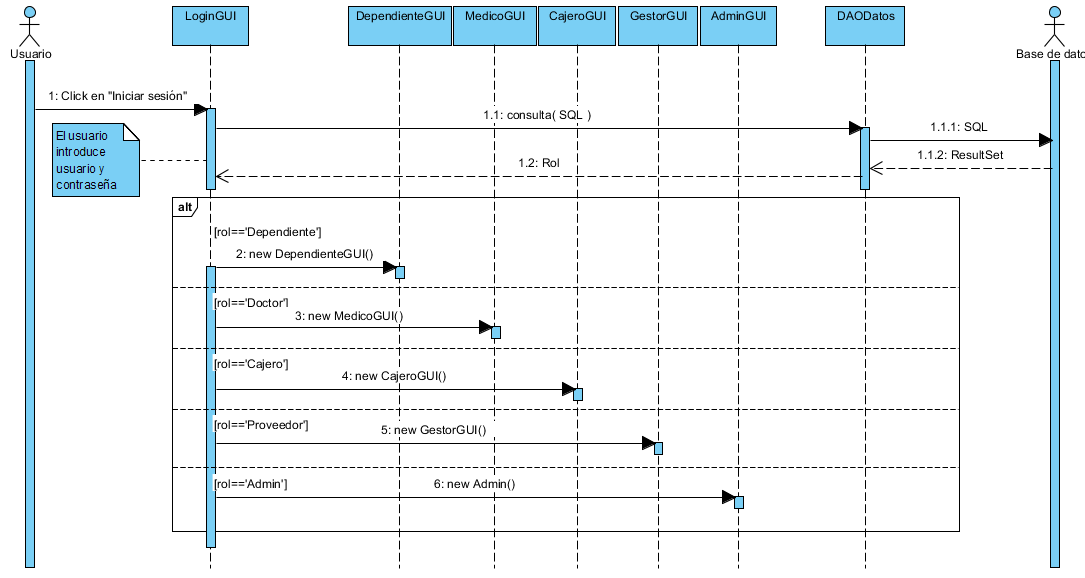 LoginGUI
DependienteGUI
MedicoGUI
CajeroGUI
GestorGUI
AdminGUI
DAODatos
Usuario
Base de dato
1: Click en "Iniciar sesión"
El usuario
introduce
usuario y
contraseña
1.1: consulta( SQL )
1.1.1: SQL
1.1.2: ResultSet
1.2: Rol
alt
[rol=='Dependiente']
2: new DependienteGUI()
[rol=='Doctor']
3: new MedicoGUI()
[rol=='Cajero']
4: new CajeroGUI()
[rol=='Proveedor']
5: new GestorGUI()
[rol=='Admin']
6: new Admin()